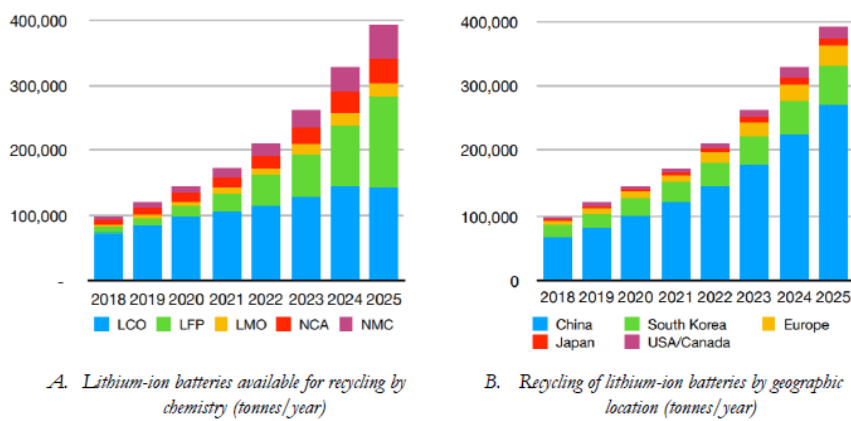 400,000
300,000
200,000
100,000
-
2018 2019 2020 2021 2022 2023 2024 2025
LCO LFP LMO NCA NMC
A. Lithium-ion batteries available for recycling by
chemistry (tonnes/year)
400,000
300,000
200,000
100,000
0
2018 2019 2020 2021 2022 2023 2024 2025
China South Korea Europe
Japan USA/Canada
B. Recycling of lithium-ion batteries by geographic
location (tonnes/year)